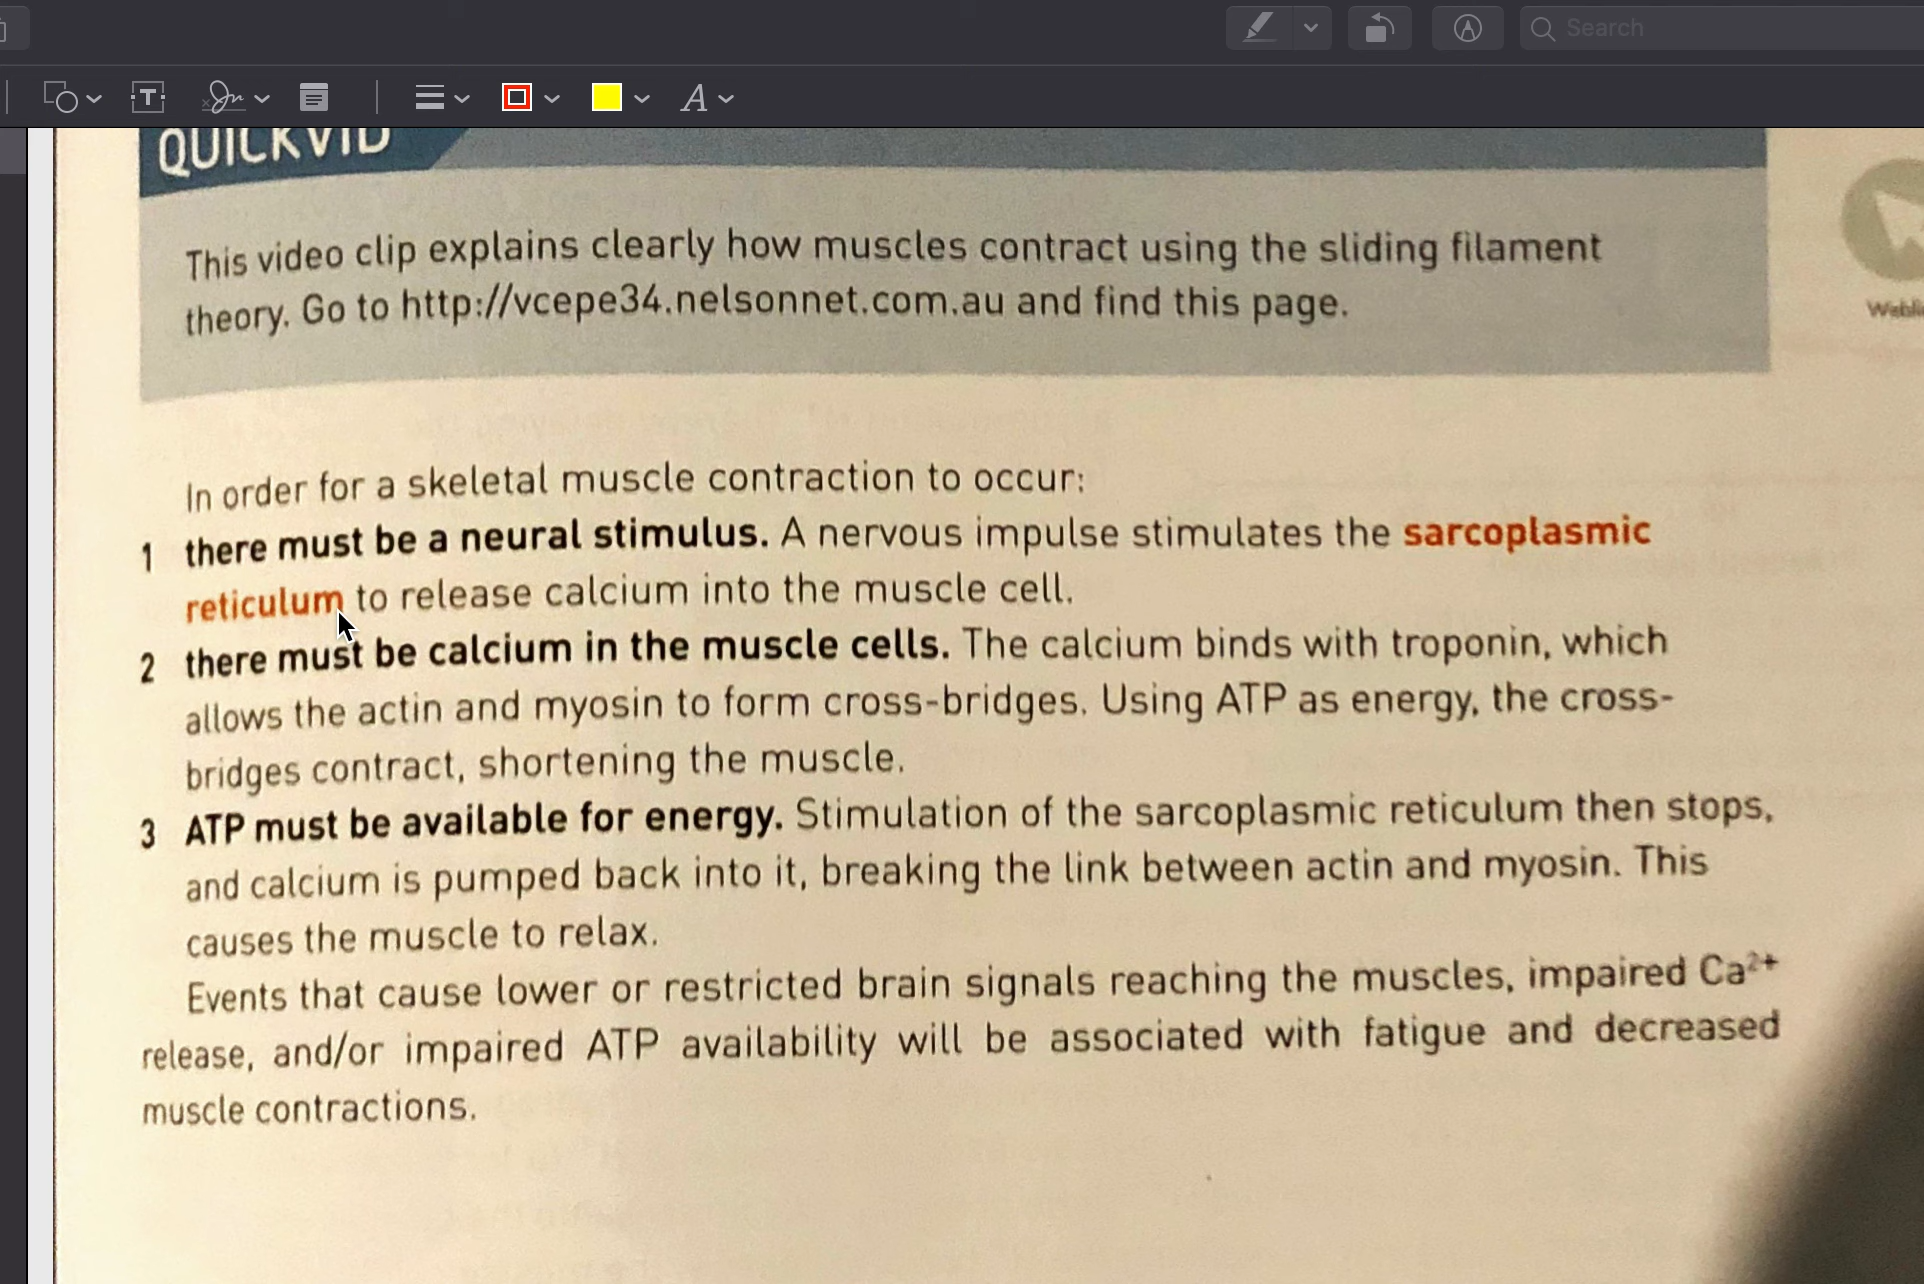 Search
T
A
QUICKVID
This video clip explains clearly how muscles contract using the sliding filament
theory. Go to http://vcepe34.nelsonnet.com.au and find this page.
In order for a skeletal muscle contraction to occur:
1 there must be a neural stimulus. A nervous impulse stimulates the sarcoplasmic
reticulum to release calcium into the muscle cell.
2 there must be calcium in the muscle cells. The calcium binds with troponin, which
allows the actin and myosin to form cross-bridges. Using ATP as energy, the cross-
bridges contract, shortening the muscle.
3 ATP must be available for energy. Stimulation of the sarcoplasmic reticulum then stops,
and calcium is pumped back into it, breaking the link between actin and myosin. This
causes the muscle to relax.
Events that cause lower or restricted brain signals reaching the muscles, impaired Ca²⁺
release, and/or impaired ATP availability will be associated with fatigue and decreased
muscle contractions.